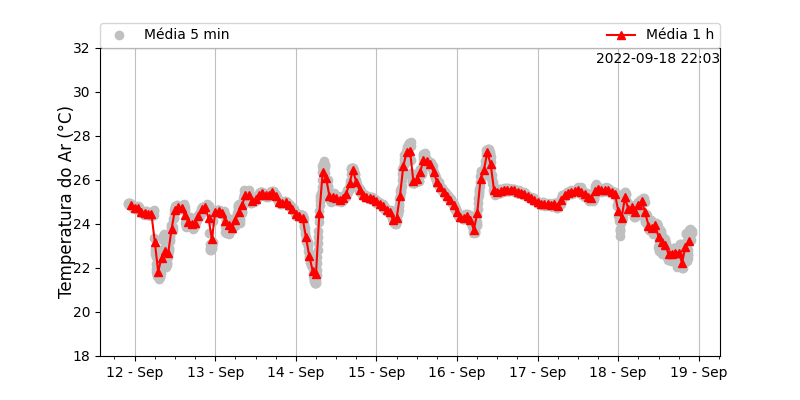 Média 5 min
Média 1 h
2022-09-18 22:03
Temperatura do Ar (°C)
32
30
28
26
24
22
20
18
12 - Sep
13 - Sep
14 - Sep
15 - Sep
16 - Sep
17 - Sep
18 - Sep
19 - Sep